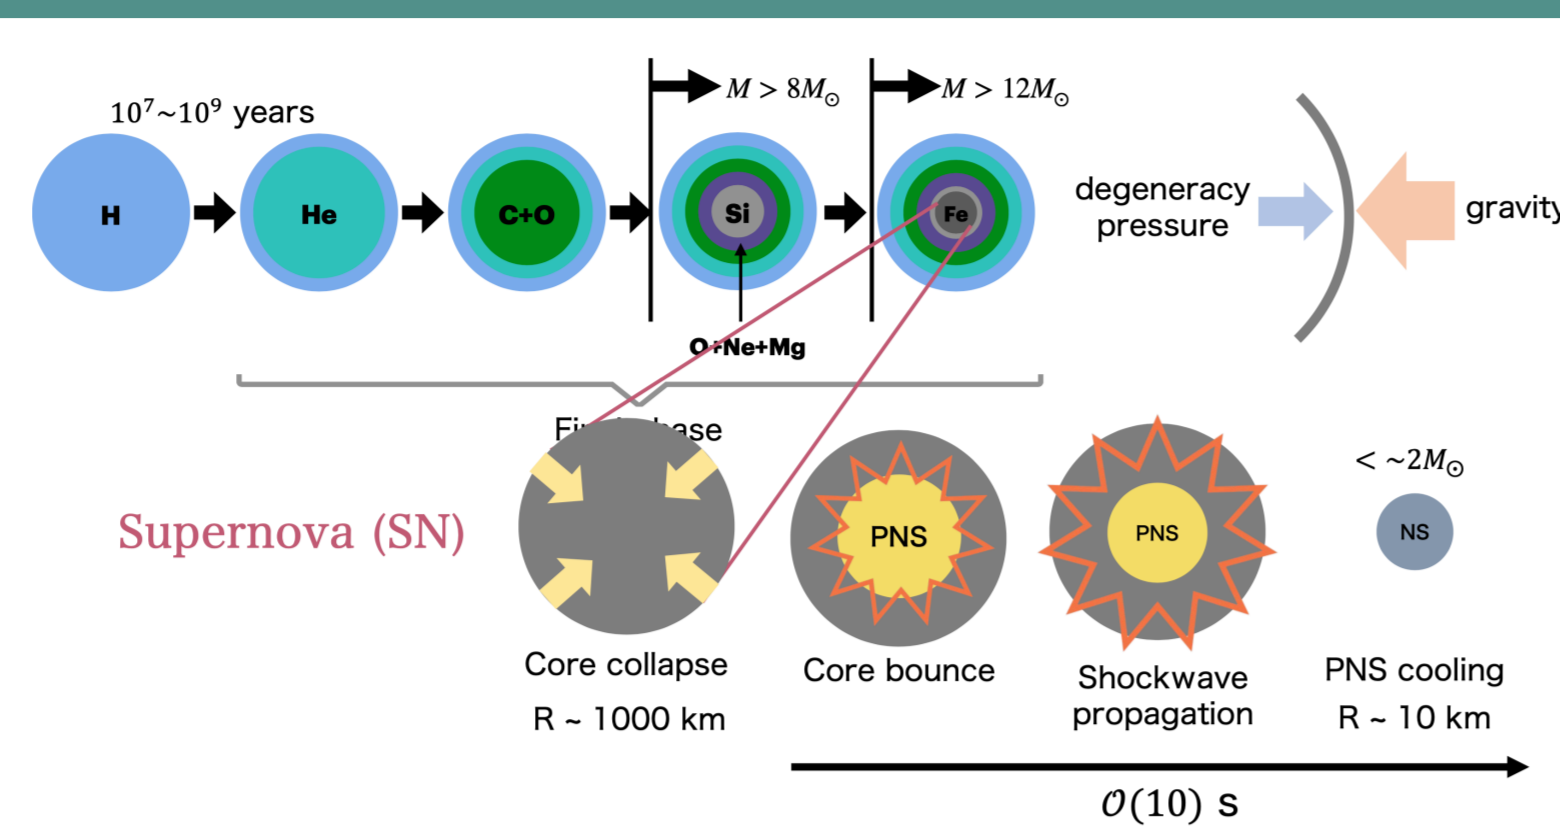 10⁷~10⁹ years
M > 8M⊙
M > 12M⊙
H
He
C+O
Si
Fe
degeneracy
pressure
gravity
O+Ne+Mg
Supernova (SN)
PNS
PNS
< ~2M⊙
NS
Core collapse
R ~ 1000 km
Core bounce
Shockwave
propagation
PNS cooling
R ~ 10 km
𝒪(10) s